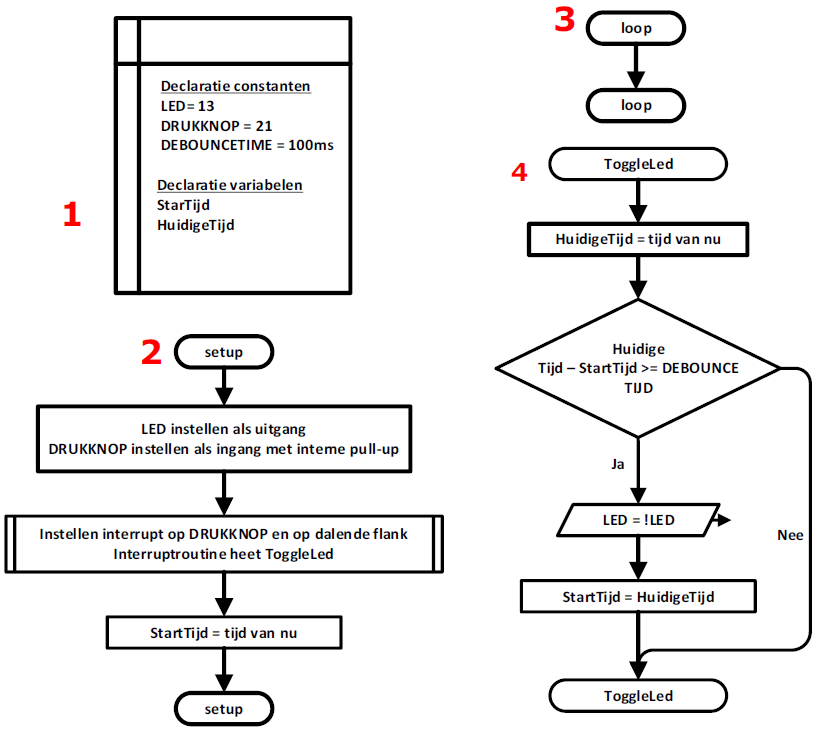 1
Declaratie constanten
LED= 13
DRUKKNOP = 21
DEBOUNCETIME = 100ms
Declaratie variabelen
StarTijd
HuidigeTijd
2
setup
LED instellen als uitgang
DRUKKNOP instellen als ingang met interne pull-up
Instellen interrupt op DRUKKNOP en op dalende flank
Interruptroutine heet ToggleLed
StartTijd = tijd van nu
setup
3
loop
loop
4
ToggleLed
HuidigeTijd = tijd van nu
Huidige
Tijd – StartTijd >= DEBOUNCE
TIJD
Ja
Nee
LED = !LED
StartTijd = HuidigeTijd
ToggleLed